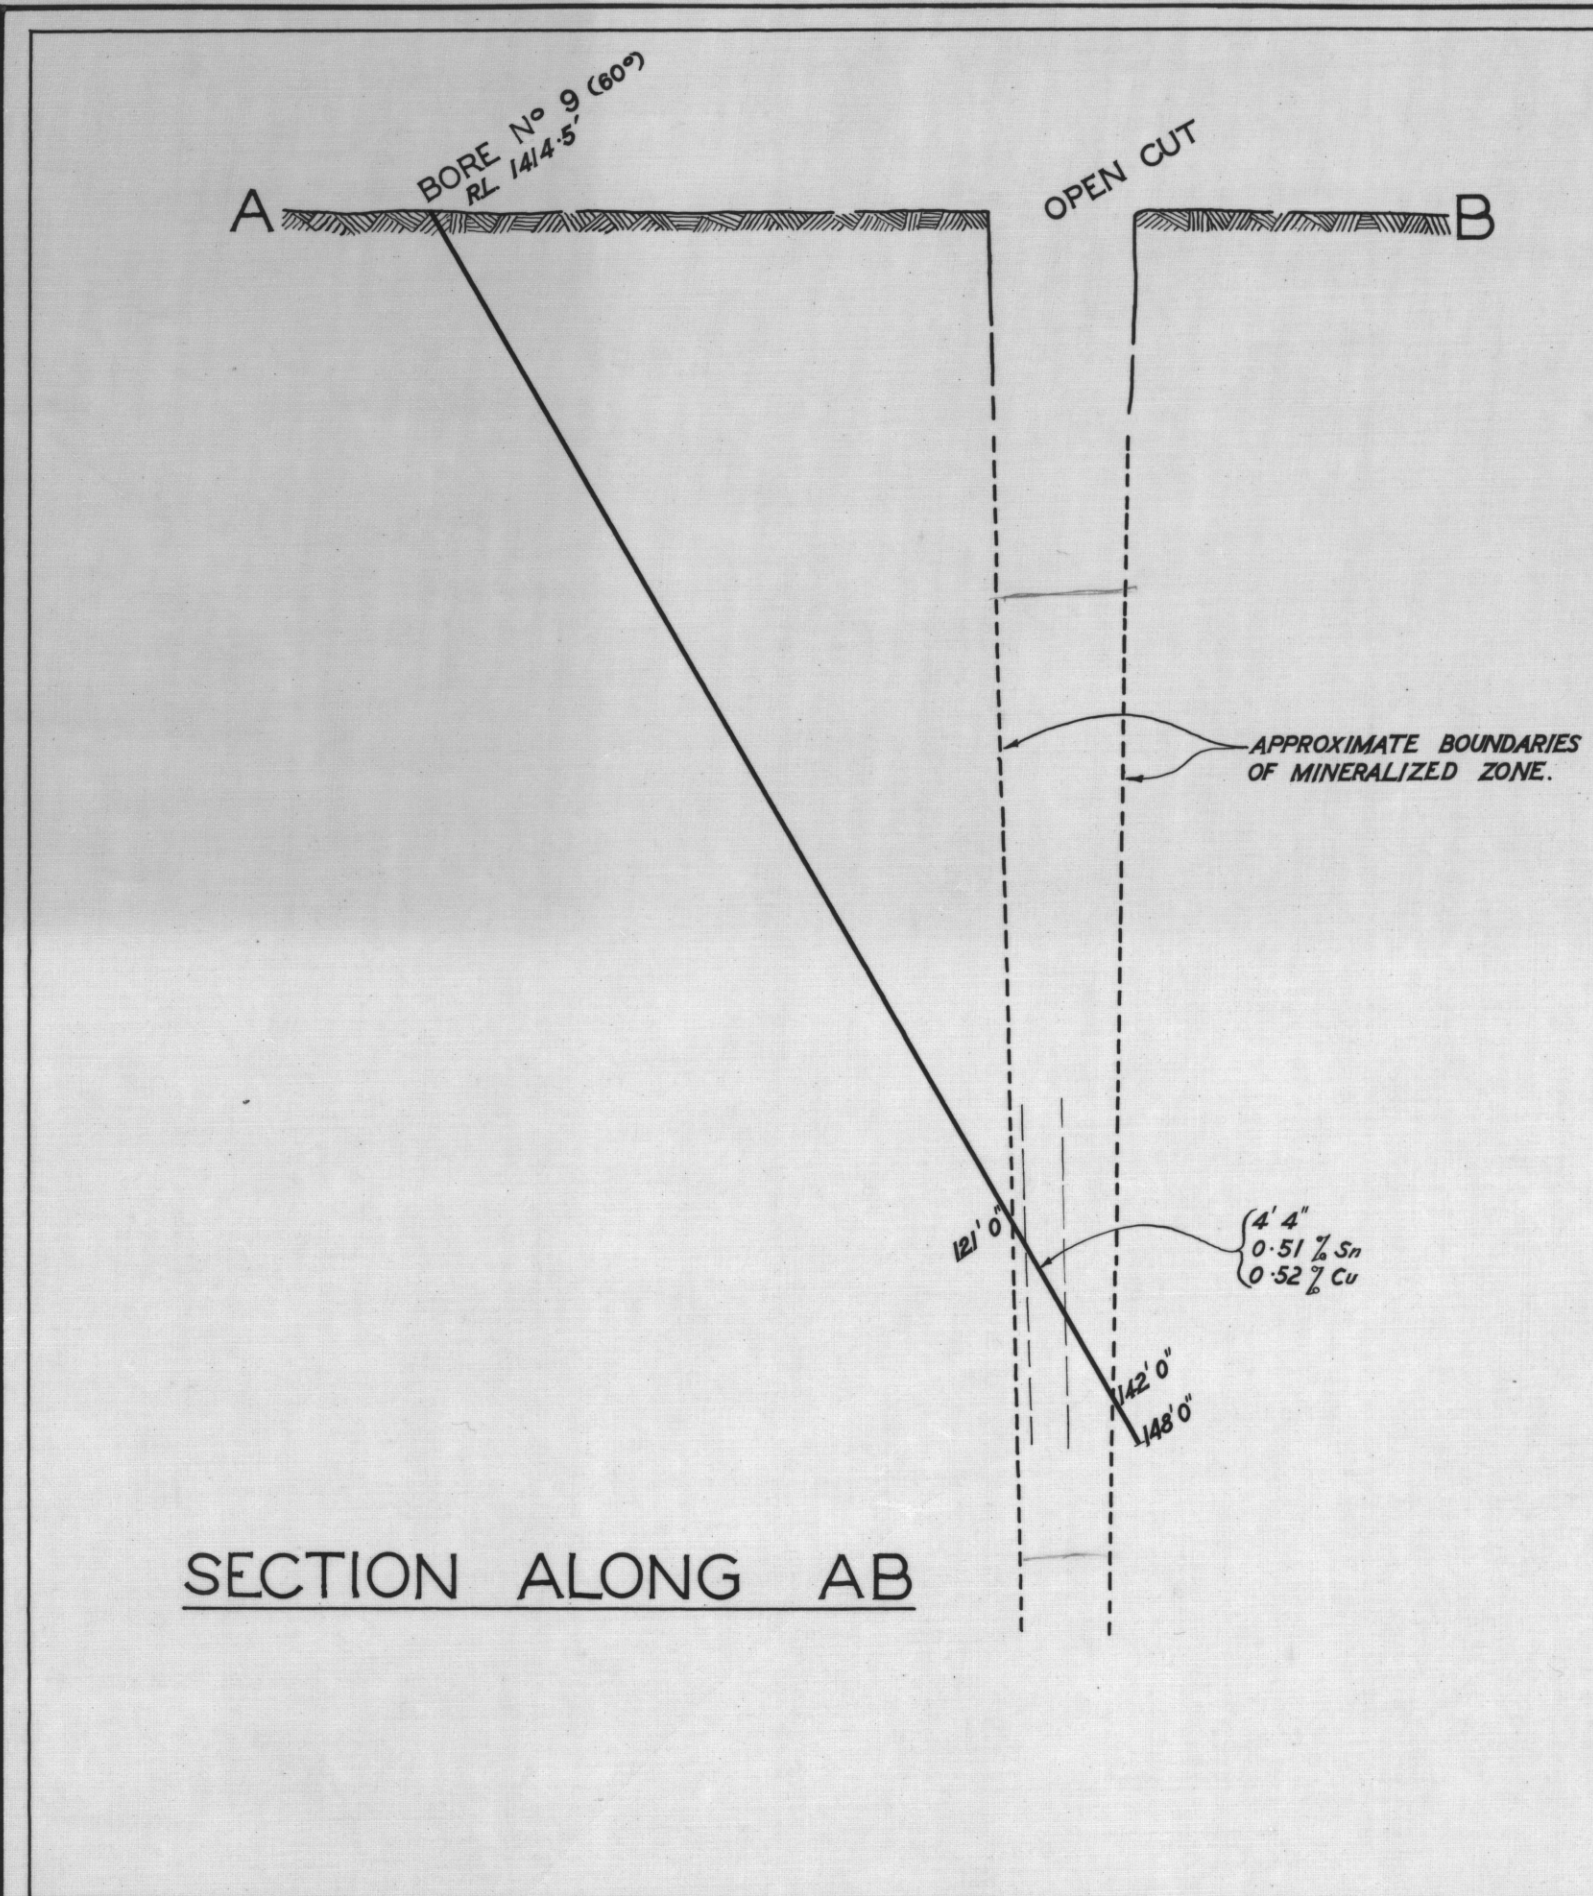 BORE No 9 (60°)
RL 1414·5'
OPEN CUT
A
B
APPROXIMATE BOUNDARIES
OF MINERALIZED ZONE.
121' 0"
4' 4"
0·51 % Sn
0·52 % Cu
142' 0"
148' 0"
SECTION ALONG AB